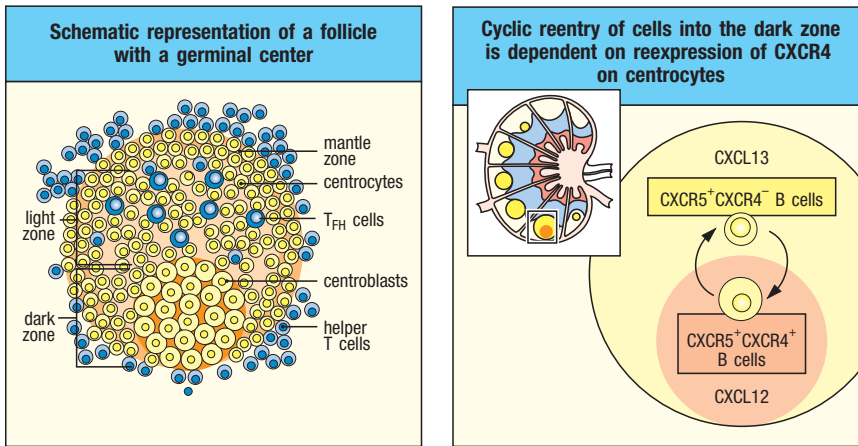 Schematic representation of a follicle
with a germinal center
mantle
zone
centrocytes
light
zone
T_FH cells
centroblasts
dark
zone
helper
T cells
Cyclic reentry of cells into the dark zone
is dependent on reexpression of CXCR4
on centrocytes
CXCL13
CXCR5⁺CXCR4⁻ B cells
CXCR5⁺CXCR4⁺
B cells
CXCL12